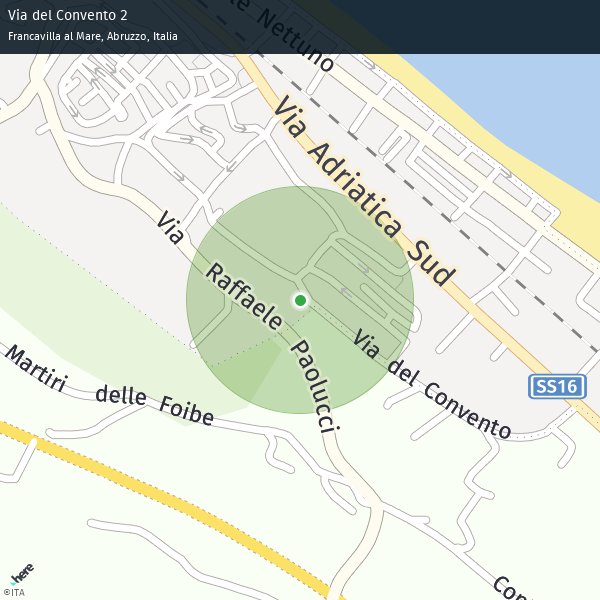 Via del Convento 2
Francavilla al Mare, Abruzzo, Italia
le Nettuno
Via Adriatica Sud
Via Raffaele Paolucci
Via del Convento
SS16
Martiri delle Foibe
Con
here
©ITA